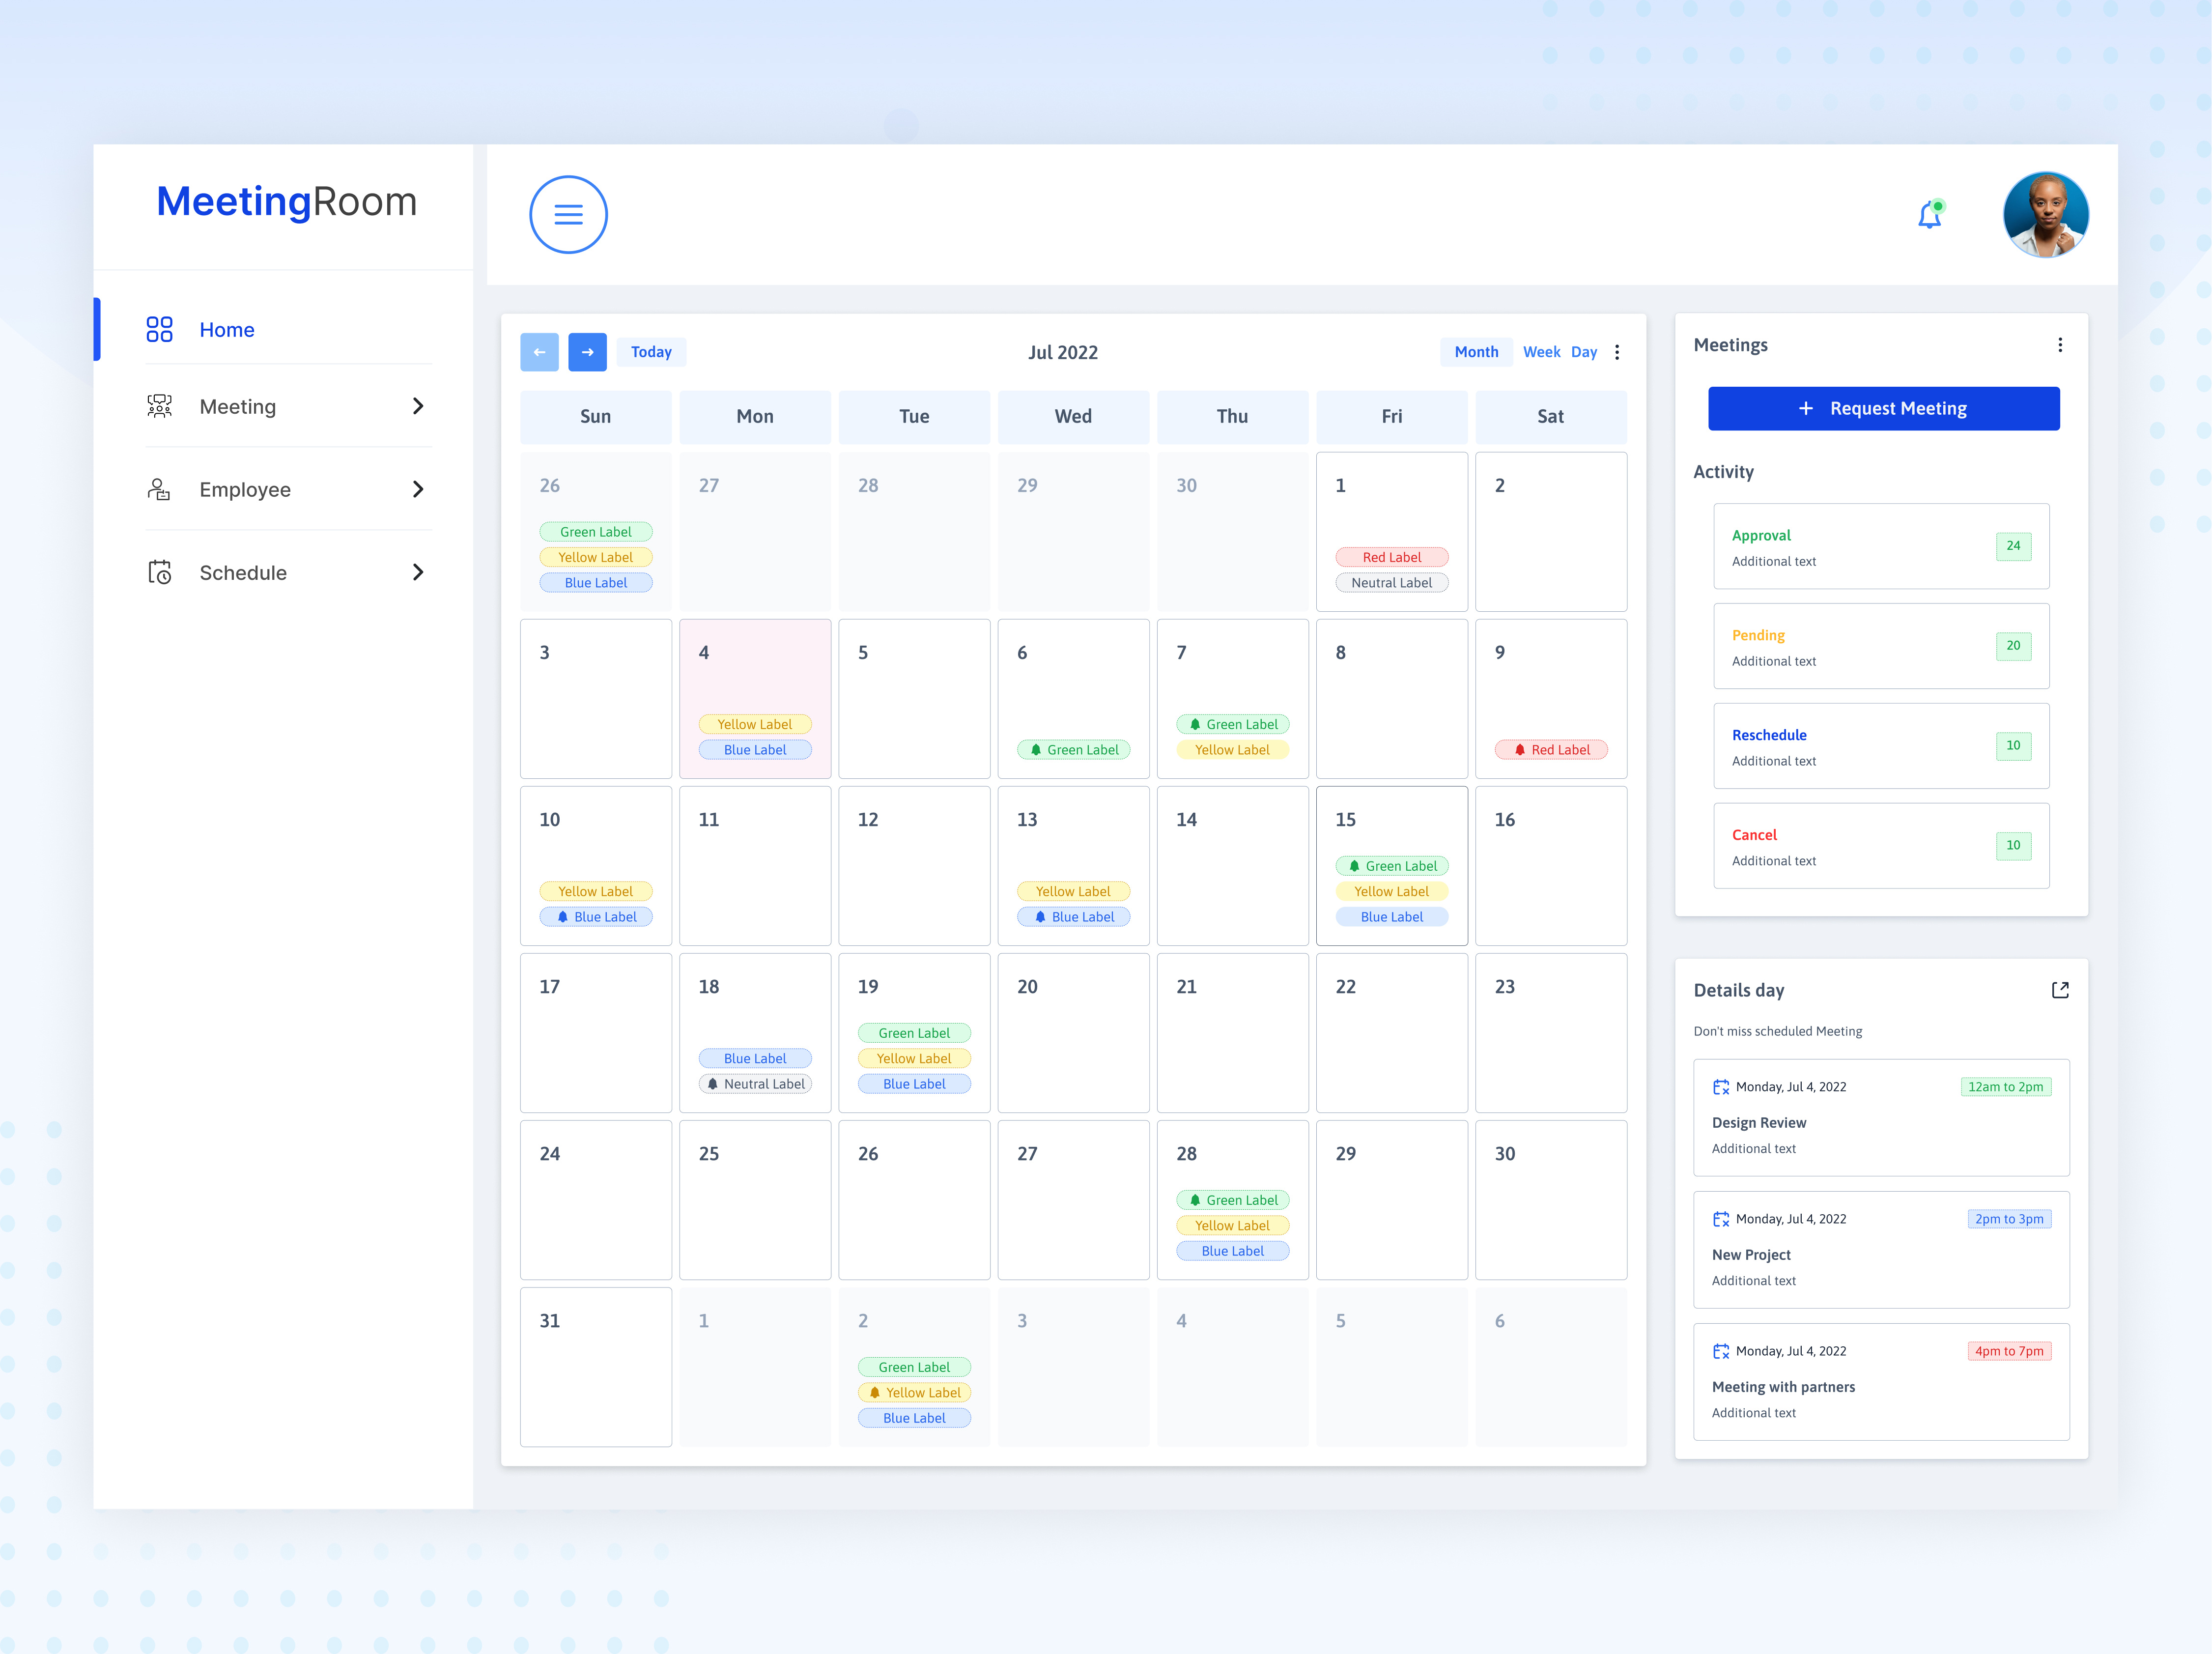 MeetingRoom
Home
Meeting
Employee
Schedule
Today
Jul 2022
Month Week Day
Sun Mon Tue Wed Thu Fri Sat
26 27 28 29 30 1 2
Green Label
Yellow Label Red Label
Blue Label Neutral Label
3 4 5 6 7 8 9
Yellow Label Green Label
Blue Label Green Label Yellow Label Red Label
10 11 12 13 14 15 16
Green Label
Yellow Label Yellow Label Yellow Label
Blue Label Blue Label Blue Label
17 18 19 20 21 22 23
Green Label
Blue Label Yellow Label
Neutral Label Blue Label
24 25 26 27 28 29 30
Green Label
Yellow Label
Blue Label
31 1 2 3 4 5 6
Green Label
Yellow Label
Blue Label
Meetings
+ Request Meeting
Activity
Approval
Additional text
24
Pending
Additional text
20
Reschedule
Additional text
10
Cancel
Additional text
10
Details day
Don't miss scheduled Meeting
Monday, Jul 4, 2022 12am to 2pm
Design Review
Additional text
Monday, Jul 4, 2022 2pm to 3pm
New Project
Additional text
Monday, Jul 4, 2022 4pm to 7pm
Meeting with partners
Additional text